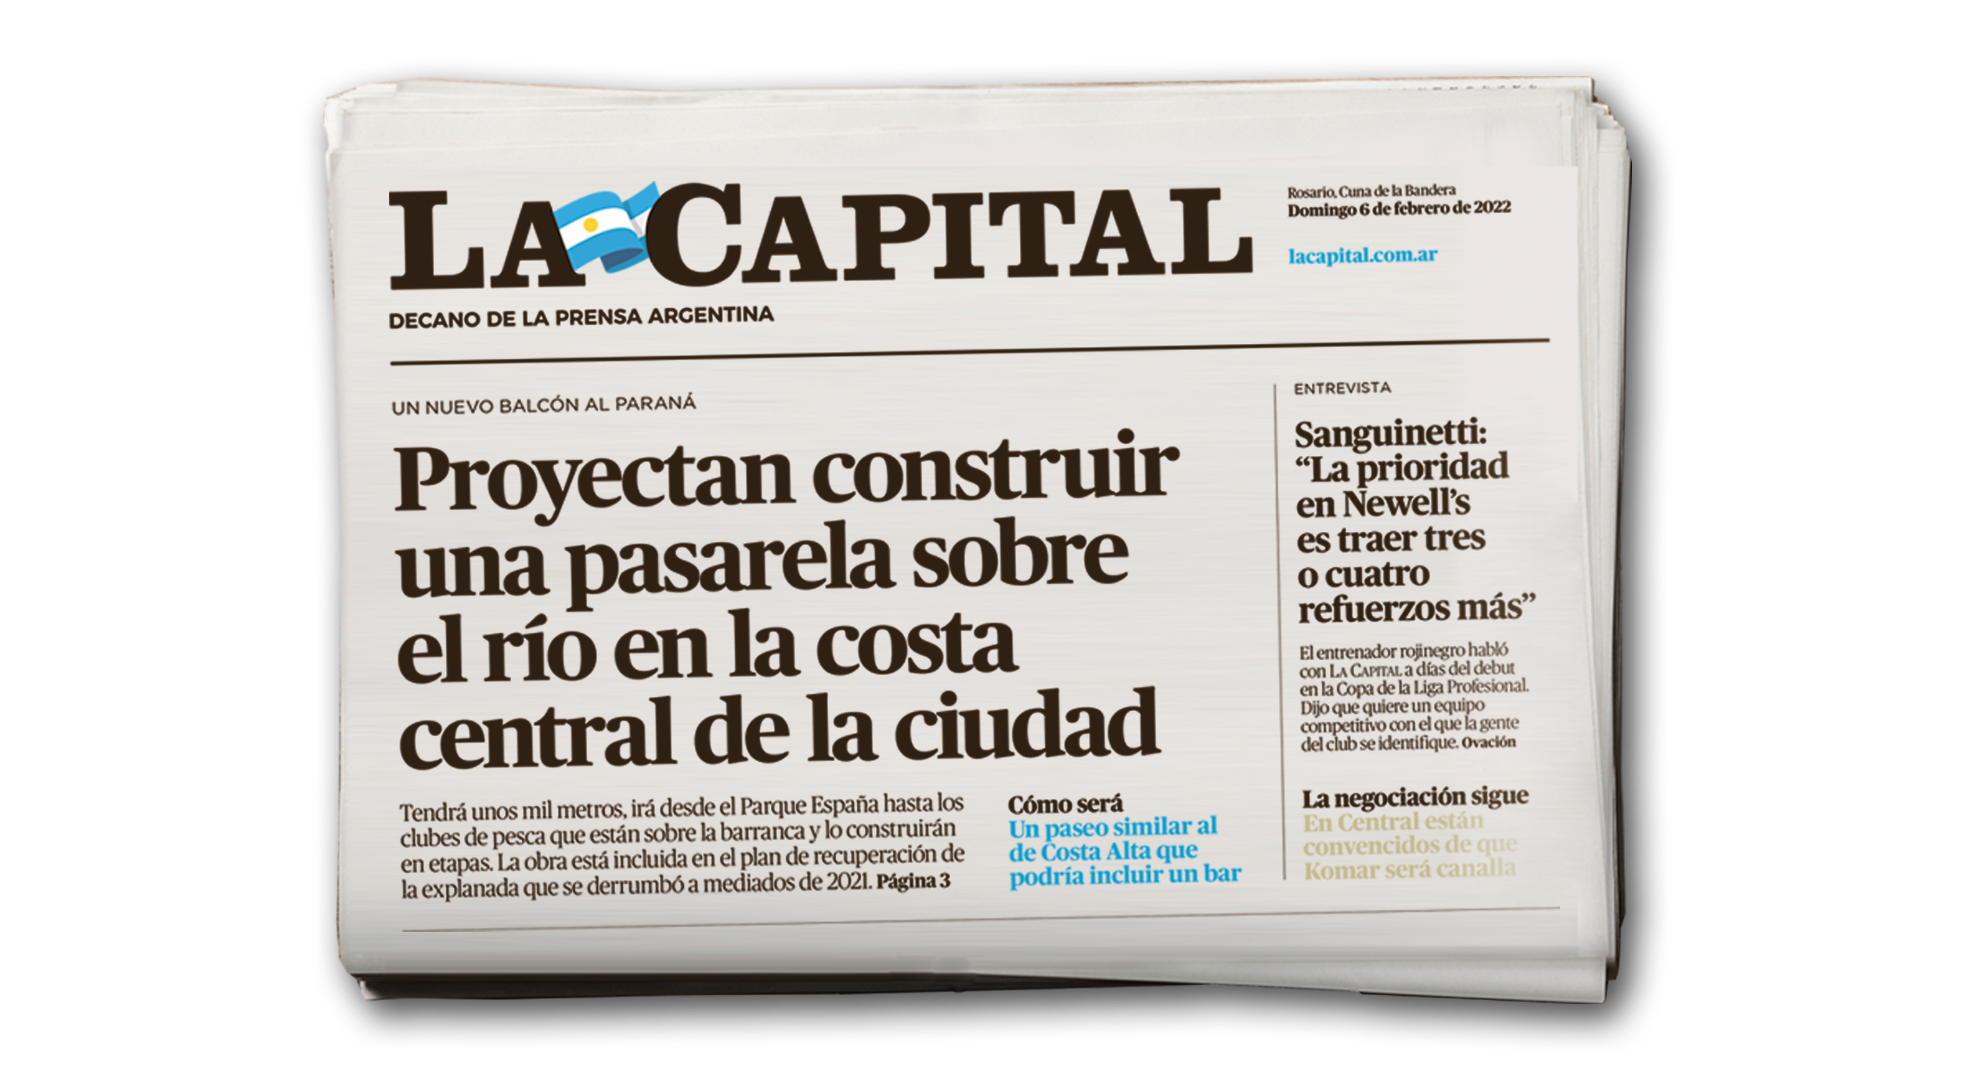 LA CAPITAL
DECANO DE LA PRENSA ARGENTINA
Rosario, Cuna de la Bandera
Domingo 6 de febrero de 2022
lacapital.com.ar
UN NUEVO BALCÓN AL PARANÁ
Proyectan construir
una pasarela sobre
el río en la costa
central de la ciudad
Tendrá unos mil metros, irá desde el Parque España hasta los
clubes de pesca que están sobre la barranca y lo construirán
en etapas. La obra está incluida en el plan de recuperación de
la explanada que se derrumbó a mediados de 2021. Página 3
Cómo será
Un paseo similar al
de Costa Alta que
podría incluir un bar
ENTREVISTA
Sanguinetti:
“La prioridad
en Newell’s
es traer tres
o cuatro
refuerzos más”
El entrenador rojinegro habló
con LA CAPITAL a días del debut
en la Copa de la Liga Profesional.
Dijo que quiere un equipo
competitivo con el que la gente
del club se identifique. Ovación
La negociación sigue
En Central están
convencidos de que
Komar será canalla